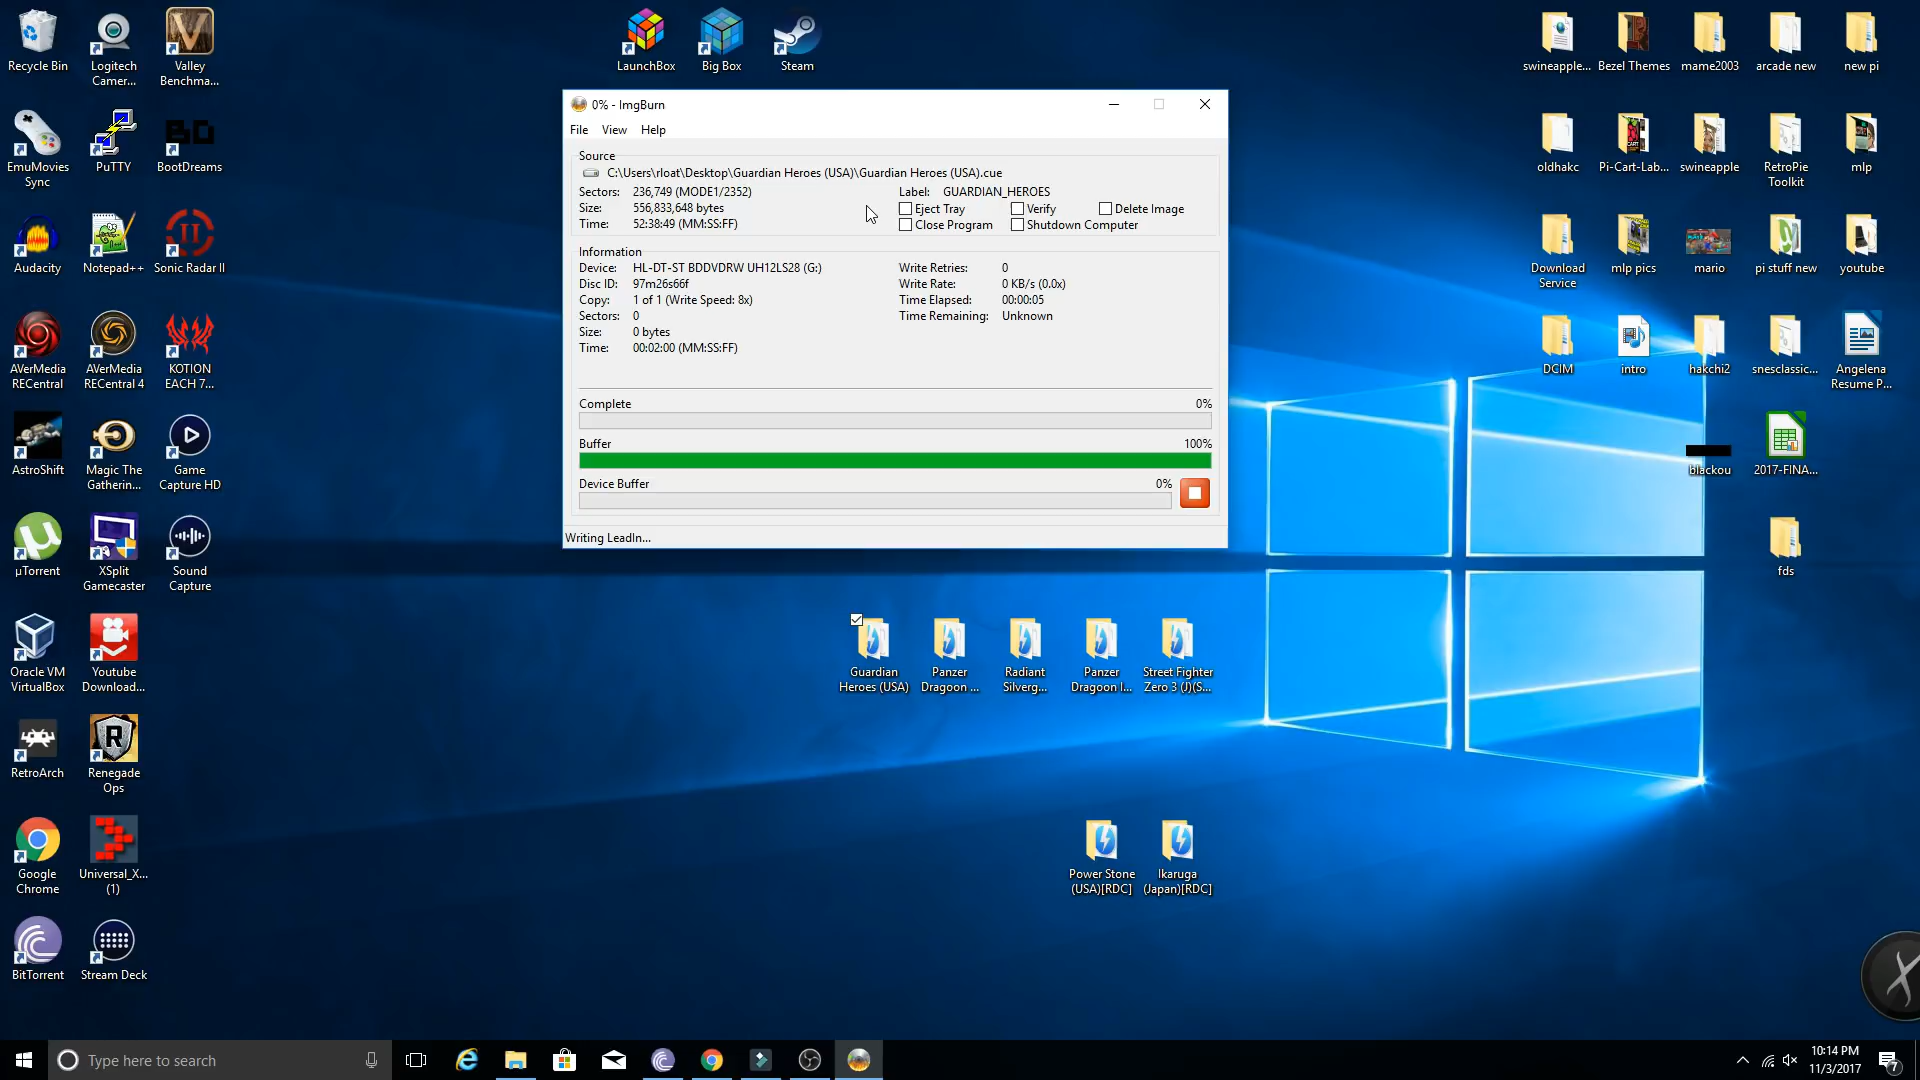 Recycle Bin
Logitech
Camer...
Valley
Benchma...
LaunchBox
Big Box
Steam
swineapple...
Bezel Themes
mame2003
arcade new
new pi
EmuMovies
Sync
PuTTY
BootDreams
oldhakc
Pi-Cart-Lab...
swineapple
RetroPie
Toolkit
mlp
Audacity
Notepad++
Sonic Radar II
Download
Service
mlp pics
mario
pi stuff new
youtube
AVerMedia
RECentral
AVerMedia
RECentral 4
KOTION
EACH 7...
DCIM
intro
hakchi2
snesclassic...
Angelena
Resume P...
AstroShift
Magic The
Gatherin...
Game
Capture HD
blackou
2017-FINA...
µTorrent
XSplit
Gamecaster
Sound
Capture
fds
Oracle VM
VirtualBox
Youtube
Download...
RetroArch
Renegade
Ops
Google
Chrome
Universal_X...
(1)
BitTorrent
Stream Deck
0% - ImgBurn
File View Help
Source
C:\Users\rloat\Desktop\Guardian Heroes (USA)\Guardian Heroes (USA).cue
Sectors: 236,749 (MODE1/2352)
Label: GUARDIAN_HEROES
Size: 556,833,648 bytes
Eject Tray Verify Delete Image
Time: 52:38:49 (MM:SS:FF)
Close Program Shutdown Computer
Information
Device: HL-DT-ST BDDVDRW UH12LS28 (G:)
Write Retries: 0
Disc ID: 97m26s66f
Write Rate: 0 KB/s (0.0x)
Copy: 1 of 1 (Write Speed: 8x)
Time Elapsed: 00:00:05
Sectors: 0
Time Remaining: Unknown
Size: 0 bytes
Time: 00:02:00 (MM:SS:FF)
Complete 0%
Buffer 100%
Device Buffer 0%
Writing LeadIn...
Guardian
Heroes (USA)
Panzer
Dragoon ...
Radiant
Silverg...
Panzer
Dragoon I...
Street Fighter
Zero 3 (J)(S...
Power Stone
(USA)[RDC]
Ikaruga
(Japan)[RDC]
Type here to search
10:14 PM
11/3/2017
7